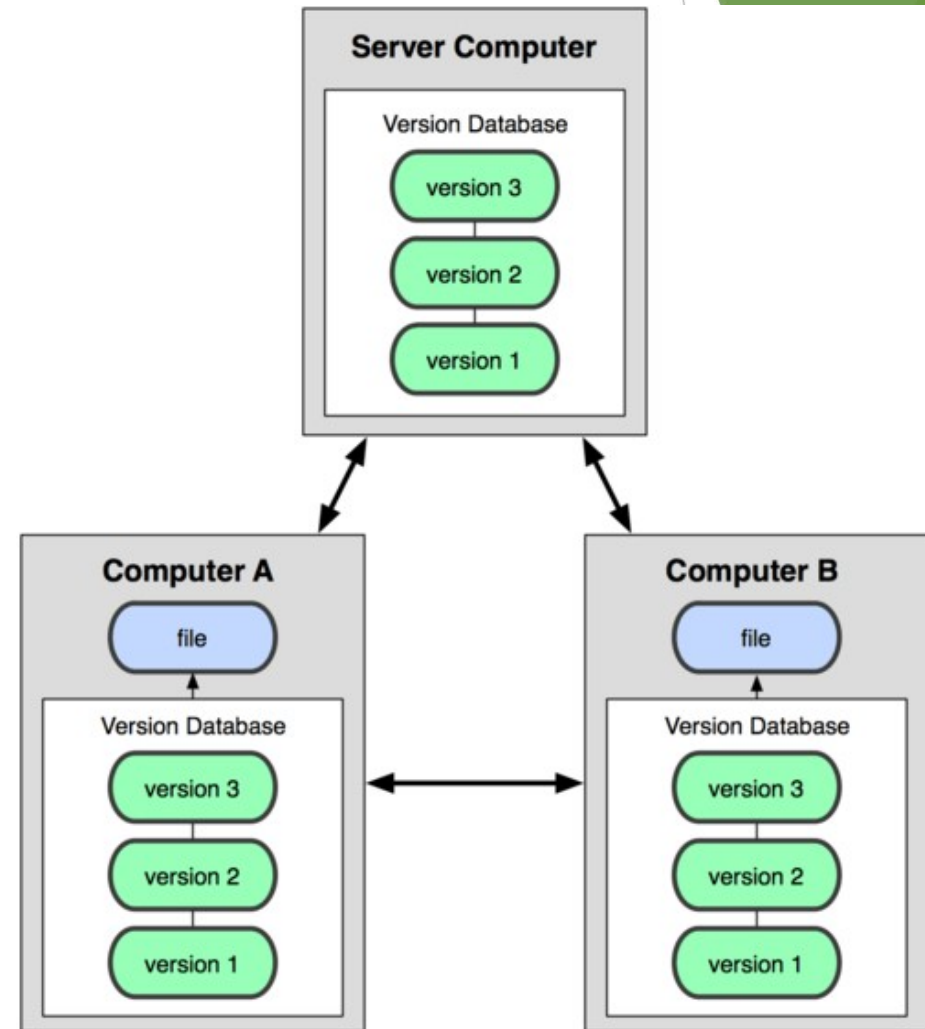 Server Computer
Version Database
version 3
version 2
version 1
Computer A
file
Version Database
version 3
version 2
version 1
Computer B
file
Version Database
version 3
version 2
version 1